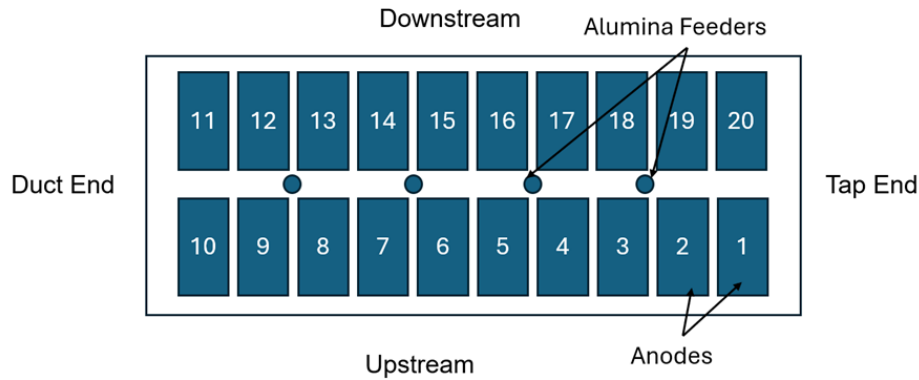 Downstream
Alumina Feeders
11 12 13 14 15 16 17 18 19 20
Duct End
Tap End
10 9 8 7 6 5 4 3 2 1
Upstream
Anodes